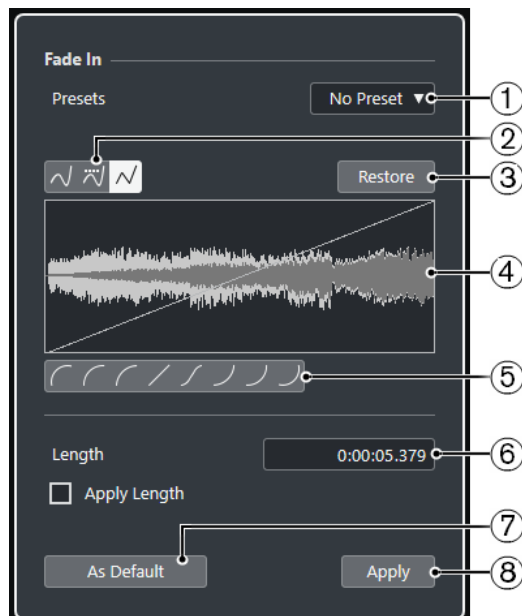 Fade In
Presets
No Preset
1
2
Restore
3
4
5
Length
0:00:05.379
6
Apply Length
7
As Default
Apply
8